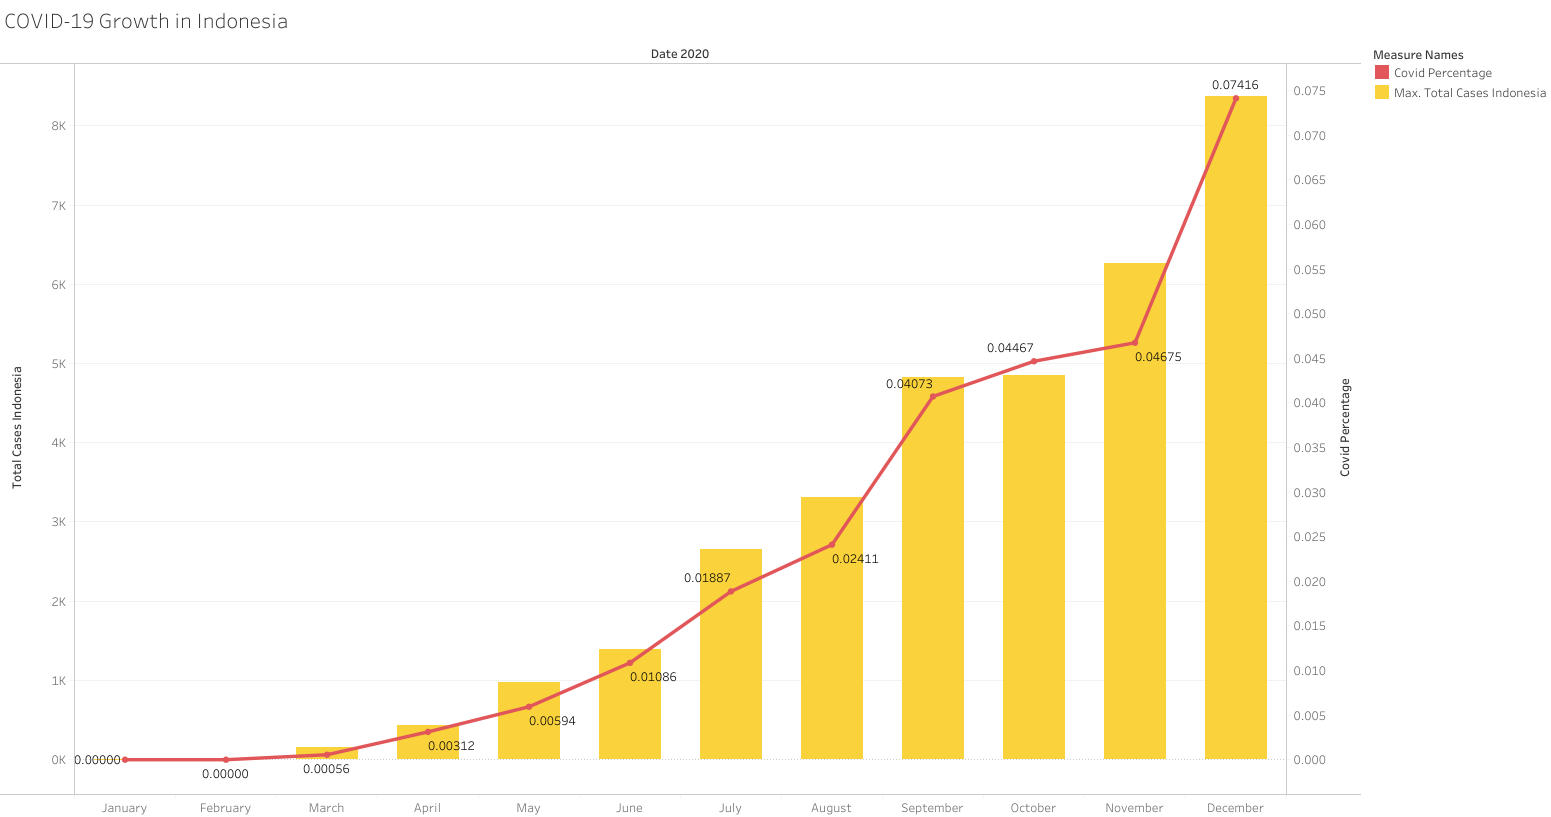 COVID-19 Growth in Indonesia
Date 2020
Measure Names
Covid Percentage
Max. Total Cases Indonesia
Total Cases Indonesia
8K
7K
6K
5K
4K
3K
2K
1K
0K
0.00000
0.00000
0.00056
0.00312
0.00594
0.01086
0.01887
0.02411
0.04073
0.04467
0.04675
0.07416
0.075
0.070
0.065
0.060
0.055
0.050
0.045
0.040
0.035
0.030
0.025
0.020
0.015
0.010
0.005
0.000
Covid Percentage
January February March April May June July August September October November December